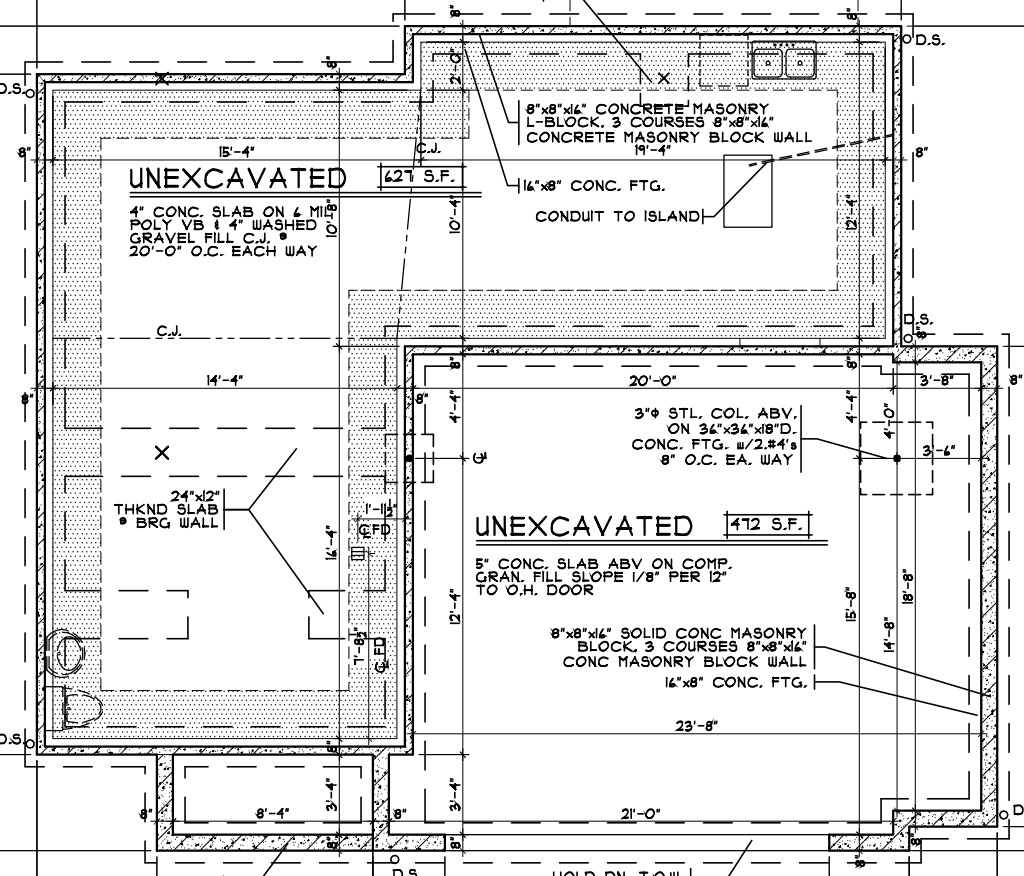 8"
8"
D.S.
8"
2'-0"
D.S.
8"x8"x16" CONCRETE MASONRY
L-BLOCK, 3 COURSES 8"x8"x16"
CONCRETE MASONRY BLOCK WALL
8"
15'-4"
C.J.
19'-4"
8"
UNEXCAVATED
627 S.F.
16"x8" CONC. FTG.
4" CONC. SLAB ON 6 MIL
POLY VB & 4" WASHED
GRAVEL FILL C.J. @
20'-0" O.C. EACH WAY
10'-8"
10'-4"
CONDUIT TO ISLAND
12'-4"
C.J.
D.S.
8"
8"
8"
14'-4"
20'-0"
3'-8"
8"
8"
8"
4'-4"
4'-4"
4'-0"
3"Φ STL. COL. ABV.
ON 36"x36"x18"D.
CONC. FTG. w/2.#4's
8" O.C. EA. WAY
3'-6"
℄
24"x12"
THKND SLAB
@ BRG WALL
1'-1½"
℄ FD
16'-4"
UNEXCAVATED
472 S.F.
5" CONC. SLAB ABV ON COMP.
GRAN. FILL SLOPE 1/8" PER 12"
TO O.H. DOOR
12'-4"
15'-8"
18'-8"
14'-8"
7'-8½"
℄ FD
8"x8"x16" SOLID CONC MASONRY
BLOCK, 3 COURSES 8"x8"x16"
CONC MASONRY BLOCK WALL
16"x8" CONC. FTG.
23'-8"
D.S.
8"
3'-4"
3'-4"
8"
8'-4"
8"
21'-0"
D
8"
8"
8"
8"
D.S.
HOLD DN. T.O.W.